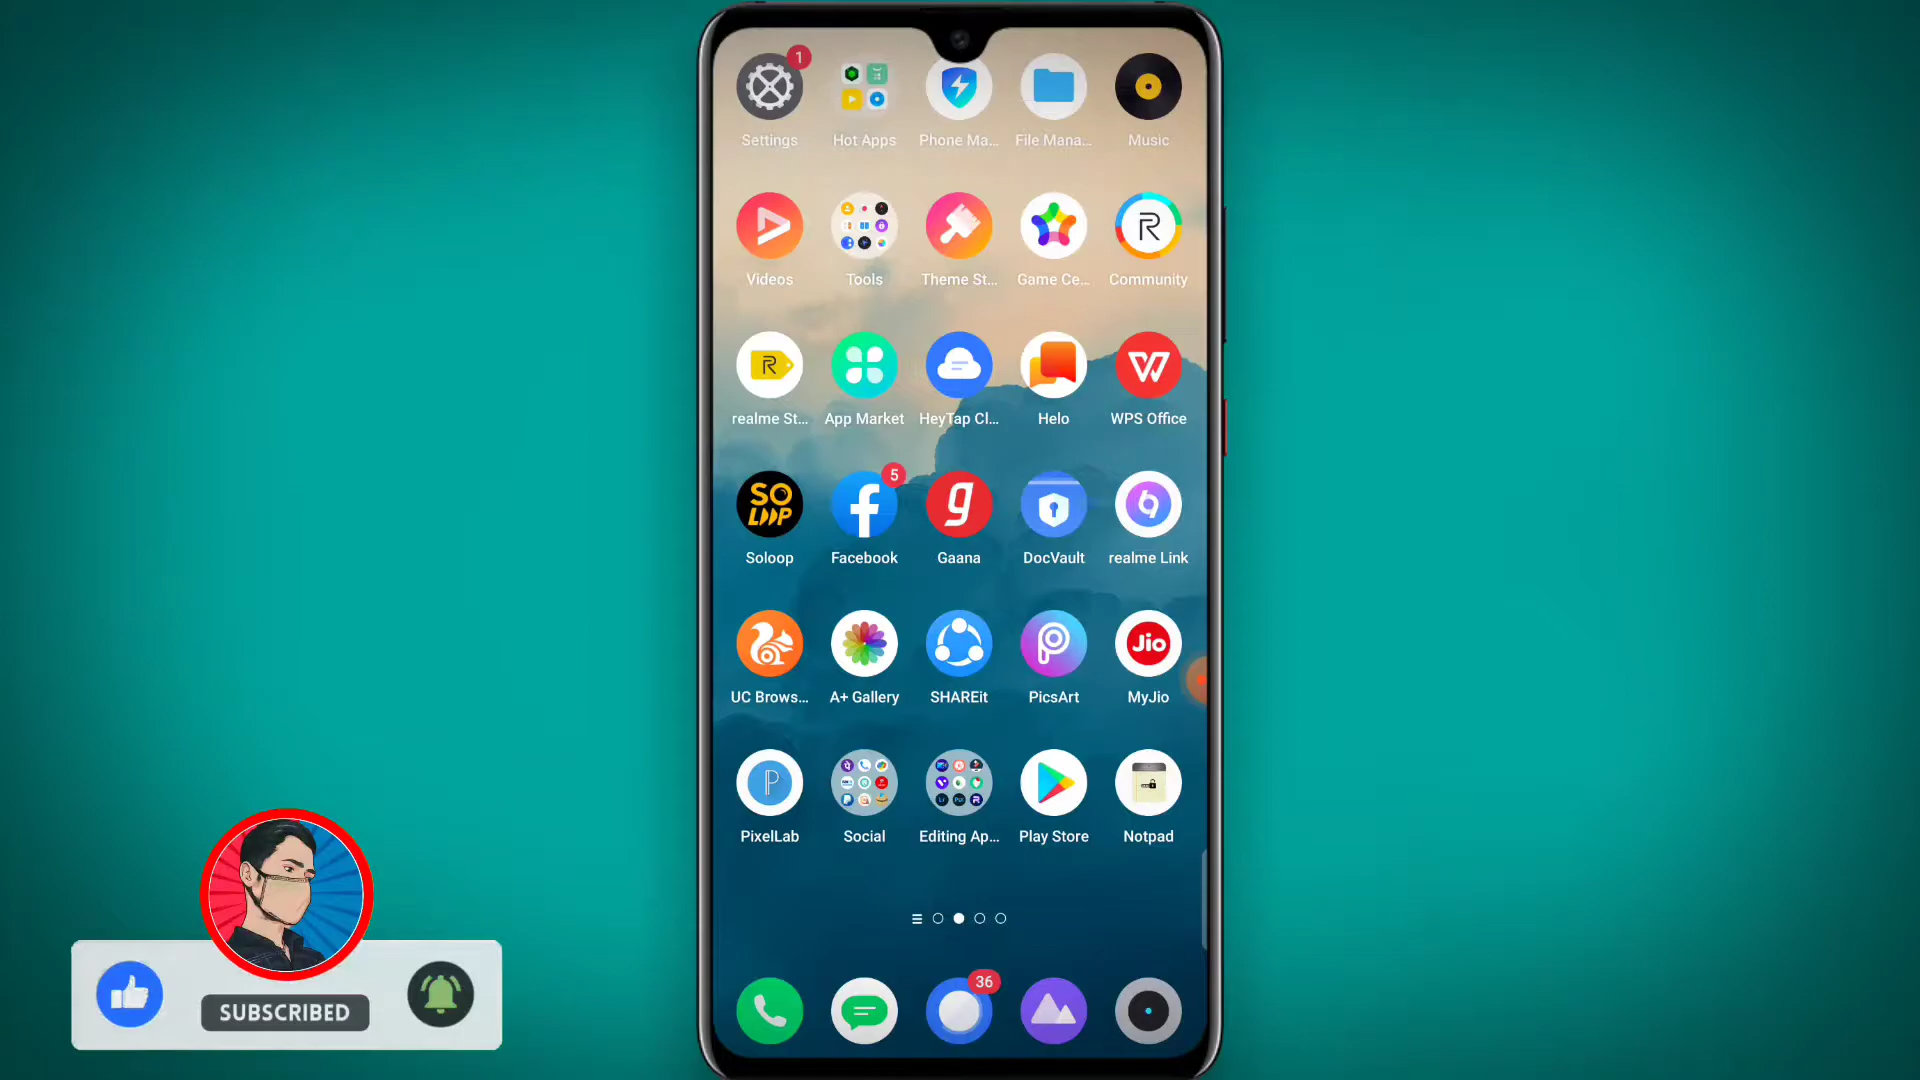 1
Settings
Hot Apps
Phone Ma...
File Mana...
Music
Videos
Tools
Theme St...
Game Ce...
R
Community
R
realme St...
App Market
HeyTap Cl...
Helo
W
WPS Office
SO
LOOP
Soloop
5
f
Facebook
g
Gaana
DocVault
realme Link
UC Brows...
A+ Gallery
SHAREit
P
PicsArt
Jio
MyJio
P
PixelLab
Social
Editing Ap...
Play Store
Notpad
36
SUBSCRIBED